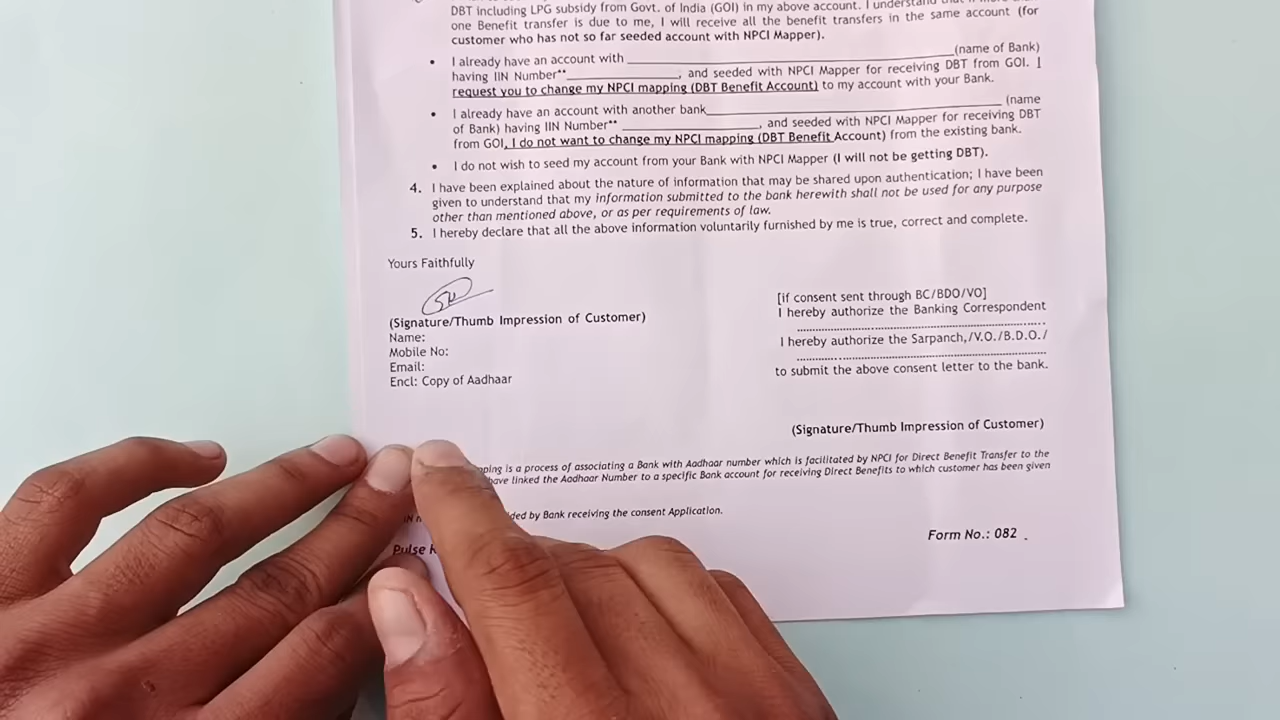 DBT including LPG subsidy from Govt. of India (GOI) in my above account. I understand that
one Benefit transfer is due to me, I will receive all the benefit transfers in the same account (for
customer who has not so far seeded account with NPCI Mapper).
• I already have an account with ____________________ (name of Bank)
having IIN Number** ____________, and seeded with NPCI Mapper for receiving DBT from GOI. I
request you to change my NPCI mapping (DBT Benefit Account) to my account with your Bank.
• I already have an account with another bank ____________________ (name
of Bank) having IIN Number** ____________, and seeded with NPCI Mapper for receiving DBT
from GOI, I do not want to change my NPCI mapping (DBT Benefit Account) from the existing bank.
• I do not wish to seed my account from your Bank with NPCI Mapper (I will not be getting DBT).
4. I have been explained about the nature of information that may be shared upon authentication; I have been
given to understand that my information submitted to the bank herewith shall not be used for any purpose
other than mentioned above, or as per requirements of law.
5. I hereby declare that all the above information voluntarily furnished by me is true, correct and complete.
Yours Faithfully
(Signature/Thumb Impression of Customer)
Name:
Mobile No:
Email:
Encl: Copy of Aadhaar
[if consent sent through BC/BDO/VO]
I hereby authorize the Banking Correspondent
........................................
I hereby authorize the Sarpanch,/V.O./B.D.O./
........................................
to submit the above consent letter to the bank.
(Signature/Thumb Impression of Customer)
is a process of associating a Bank with Aadhaar number which is facilitated by NPCI for Direct Benefit Transfer to the
have linked the Aadhaar Number to a specific Bank account for receiving Direct Benefits to which customer has been given
by Bank receiving the consent Application.
Pulse
Form No.: 082